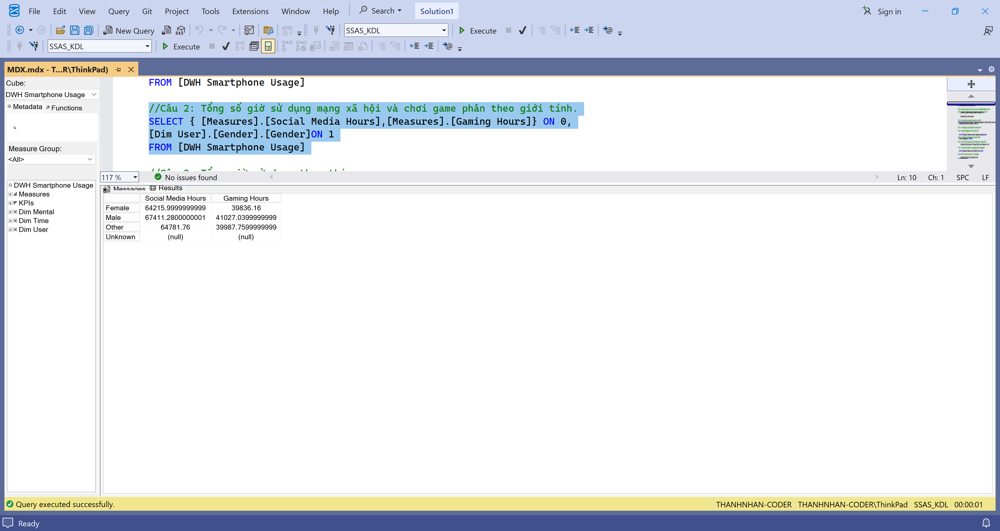 File Edit View Query Git Project Tools Extensions Window Help Search Solution1 Sign in
New Query DAX SSAS_KDL Execute
SSAS_KDL Execute
MDX.mdx - T...R\ThinkPad)
Cube:
DWH Smartphone Usage
Metadata Functions
Measure Group:
<All>
DWH Smartphone Usage
Measures
KPIs
Dim Mental
Dim Time
Dim User
FROM [DWH Smartphone Usage]
//Câu 2: Tổng số giờ sử dụng mạng xã hội và chơi game phân theo giới tính.
SELECT { [Measures].[Social Media Hours],[Measures].[Gaming Hours]} ON 0,
[Dim User].[Gender].[Gender]ON 1
FROM [DWH Smartphone Usage]
117 % No issues found Ln: 10 Ch: 1 SPC LF
Messages Results
Social Media Hours Gaming Hours
Female 64215.9999999999 39836.16
Male 67411.2800000001 41027.0399999999
Other 64781.76 39987.7599999999
Unknown (null) (null)
Query executed successfully. THANHNHAN-CODER THANHNHAN-CODER\ThinkPad SSAS_KDL 00:00:01
Ready